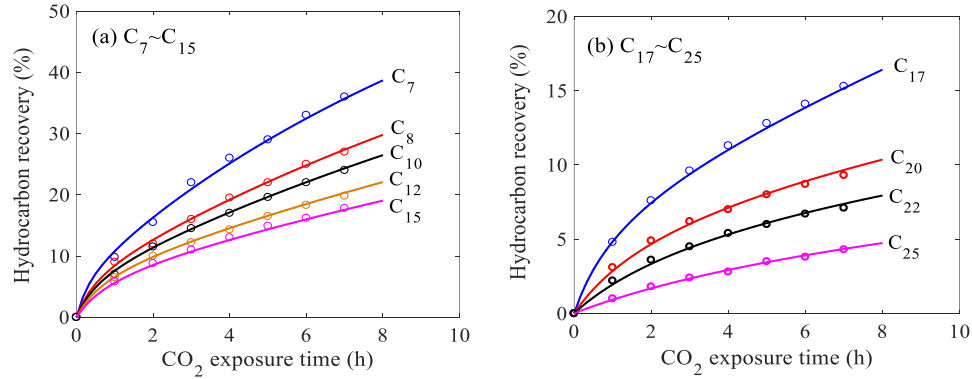 (a) C7~C15
Hydrocarbon recovery (%)
50
40
30
20
10
0
C7
C8
C10
C12
C15
0 2 4 6 8 10
CO2 exposure time (h)
(b) C17~C25
Hydrocarbon recovery (%)
20
15
10
5
0
C17
C20
C22
C25
0 2 4 6 8 10
CO2 exposure time (h)